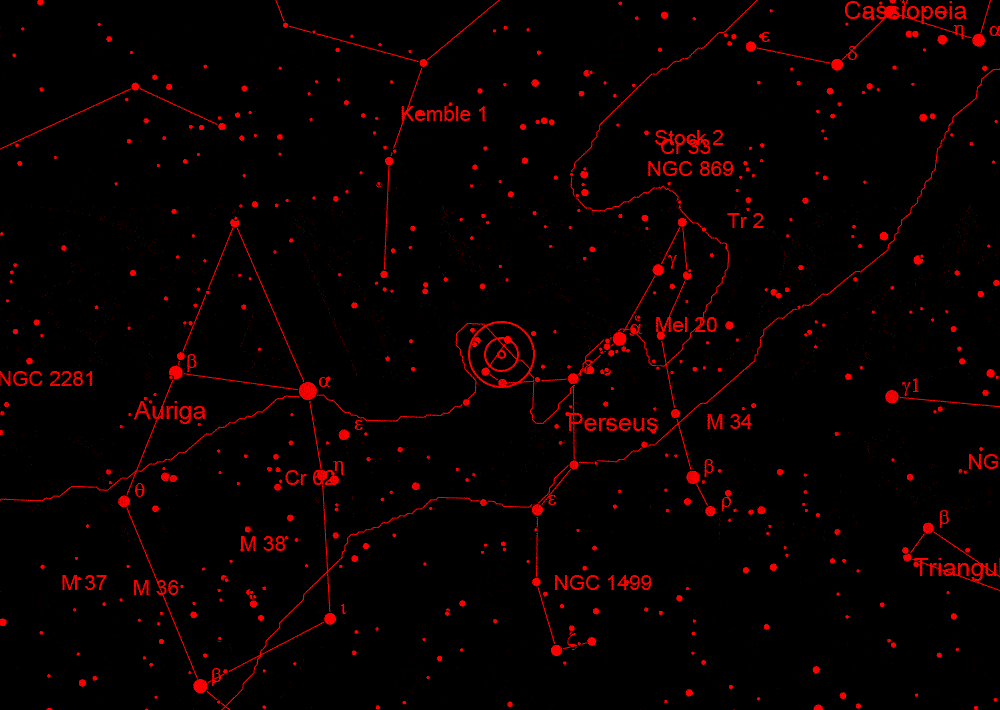 Cassiopeia
γ
η
α
ε
δ
Kemble 1
Stock 2
Cr 33
NGC 869
Tr 2
γ
α
Mel 20
δ
β
α
γ1
NGC 2281
Auriga
ε
Perseus
M 34
η
Cr 62
β
NG
θ
ε
ρ
β
M 38
Triangu
M 37
M 36
NGC 1499
ι
ξ
β